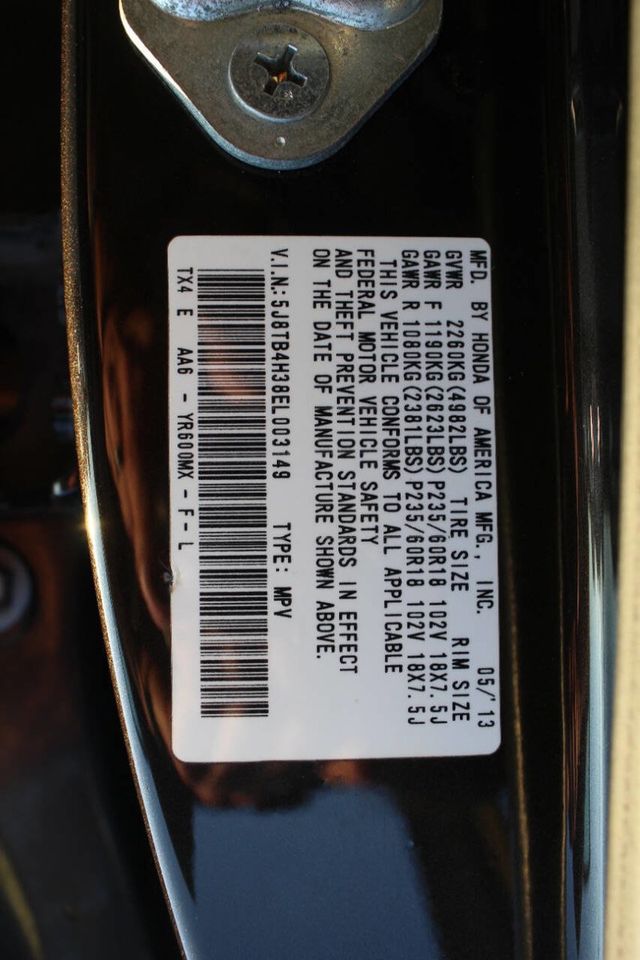 MFD. BY HONDA OF AMERICA MFG., INC. 05/'13
GVWR 2260KG(4982LBS) TIRE SIZE RIM SIZE
GAWR F 1190KG(2623LBS) P235/60R18 102V 18X7.5J
GAWR R 1080KG(2381LBS) P235/60R18 102V 18X7.5J
THIS VEHICLE CONFORMS TO ALL APPLICABLE
FEDERAL MOTOR VEHICLE SAFETY
AND THEFT PREVENTION STANDARDS IN EFFECT
ON THE DATE OF MANUFACTURE SHOWN ABOVE.
V.I.N.: 5J8TB4H38EL003149 TYPE: MPV
TX4 E AA6 - YR600MX - F - L